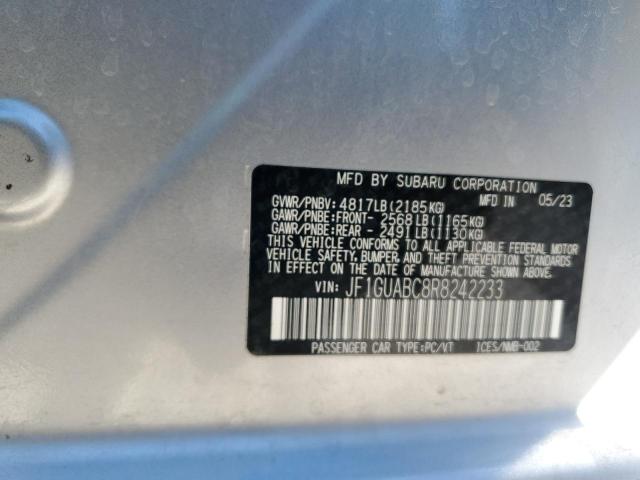 MFD BY SUBARU CORPORATION
GVWR/PNBV: 4817LB(2185KG) MFD IN 05/23
GAWR/PNBE:FRONT- 2568LB(1165KG)
GAWR/PNBE:REAR - 2491LB(1130KG)
THIS VEHICLE CONFORMS TO ALL APPLICABLE FEDERAL MOTOR
VEHICLE SAFETY, BUMPER, AND THEFT PREVENTION STANDARDS
IN EFFECT ON THE DATE OF MANUFACTURE SHOWN ABOVE.
VIN: JF1GUABC8R8242233
PASSENGER CAR TYPE:PC/VT ICES/NMB-002